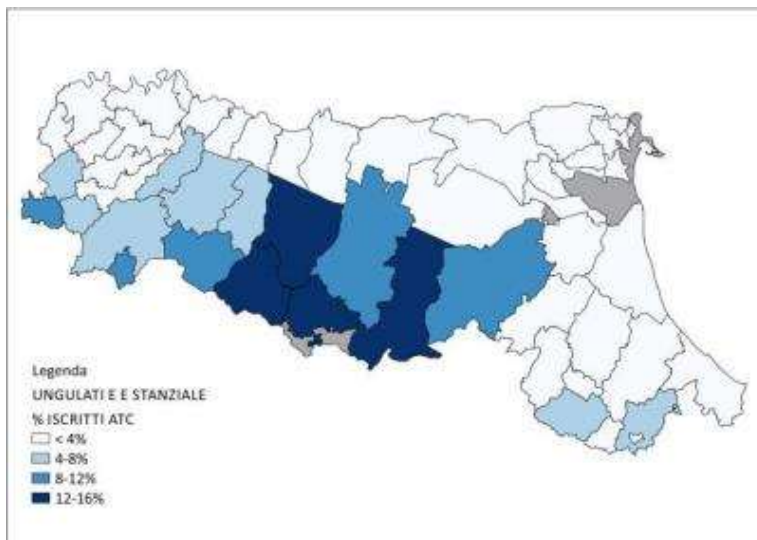 Legenda
UNGULATI E E STANZIALE
% ISCRITTI ATC
< 4%
4-8%
8-12%
12-16%